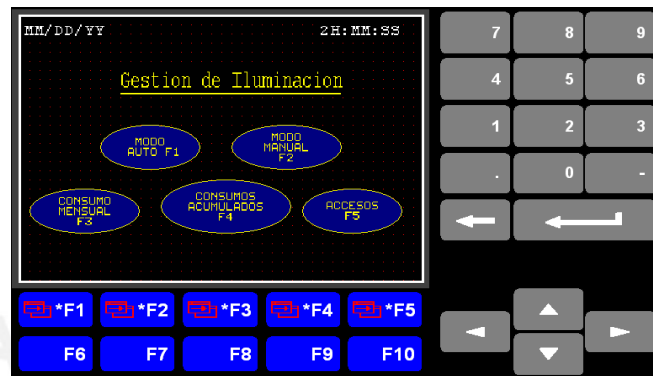 MM/DD/YY 2H:MM:SS
Gestion de Iluminacion
MODO
AUTO F1
MODO
MANUAL
F2
CONSUMO
MENSUAL
F3
CONSUMOS
ACUMULADOS
F4
ACCESOS
F5
*F1 *F2 *F3 *F4 *F5
F6 F7 F8 F9 F10
7 8 9
4 5 6
1 2 3
. 0 -